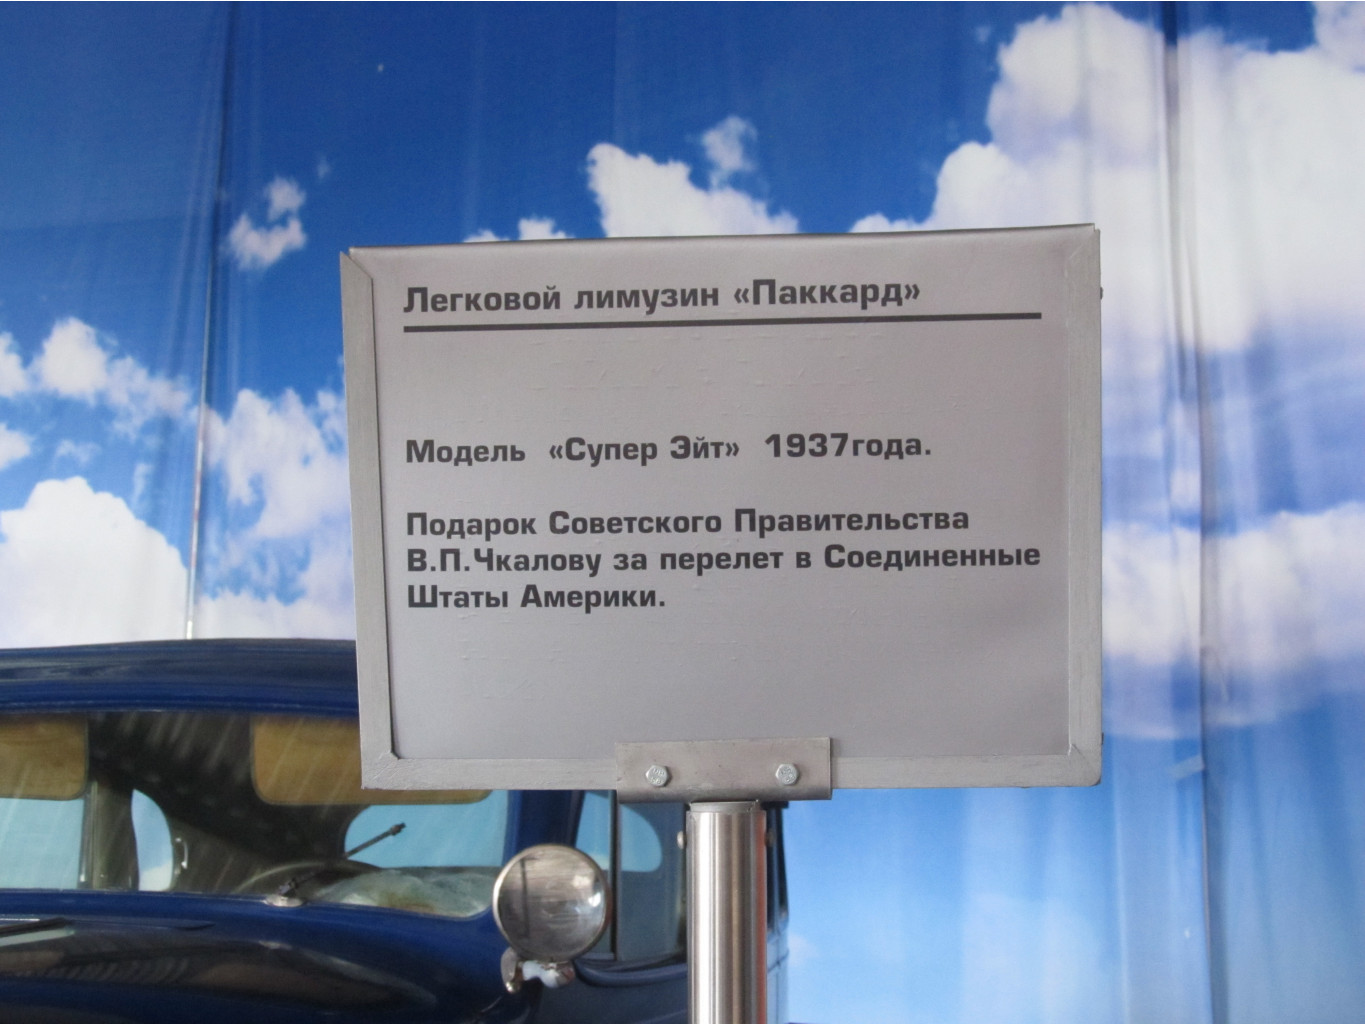 Легковой лимузин «Паккард»
Модель «Супер Эйт» 1937года.
Подарок Советского Правительства
В.П.Чкалову за перелет в Соединенные
Штаты Америки.